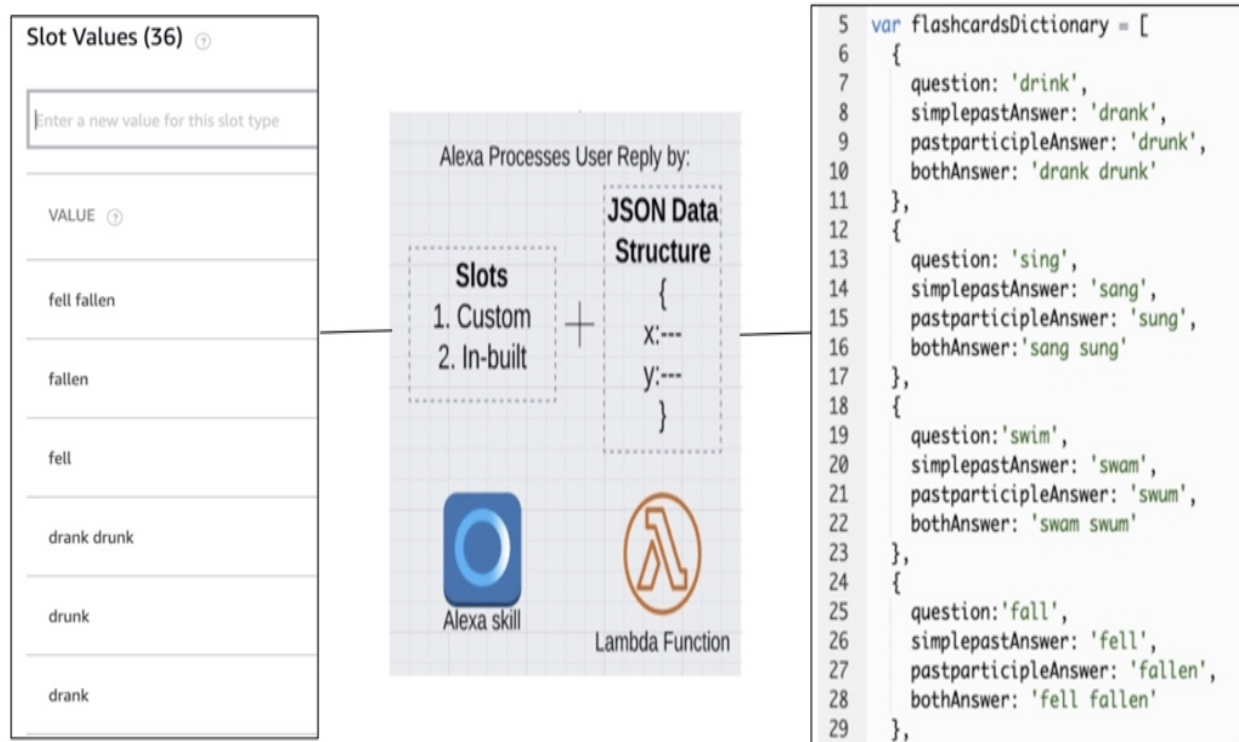 Slot Values (36)
Enter a new value for this slot type
VALUE
fell fallen
fallen
fell
drank drunk
drunk
drank
Alexa Processes User Reply by:
Slots
1. Custom
2. In-built
+
JSON Data
Structure
{
x:---
y:---
}
Alexa skill
Lambda Function
5 var flashcardsDictionary = [
6 {
7 question: 'drink',
8 simplepastAnswer: 'drank',
9 pastparticipleAnswer: 'drunk',
10 bothAnswer: 'drank drunk'
11 },
12 {
13 question: 'sing',
14 simplepastAnswer: 'sang',
15 pastparticipleAnswer: 'sung',
16 bothAnswer:'sang sung'
17 },
18 {
19 question:'swim',
20 simplepastAnswer: 'swam',
21 pastparticipleAnswer: 'swum',
22 bothAnswer: 'swam swum'
23 },
24 {
25 question:'fall',
26 simplepastAnswer: 'fell',
27 pastparticipleAnswer: 'fallen',
28 bothAnswer: 'fell fallen'
29 },